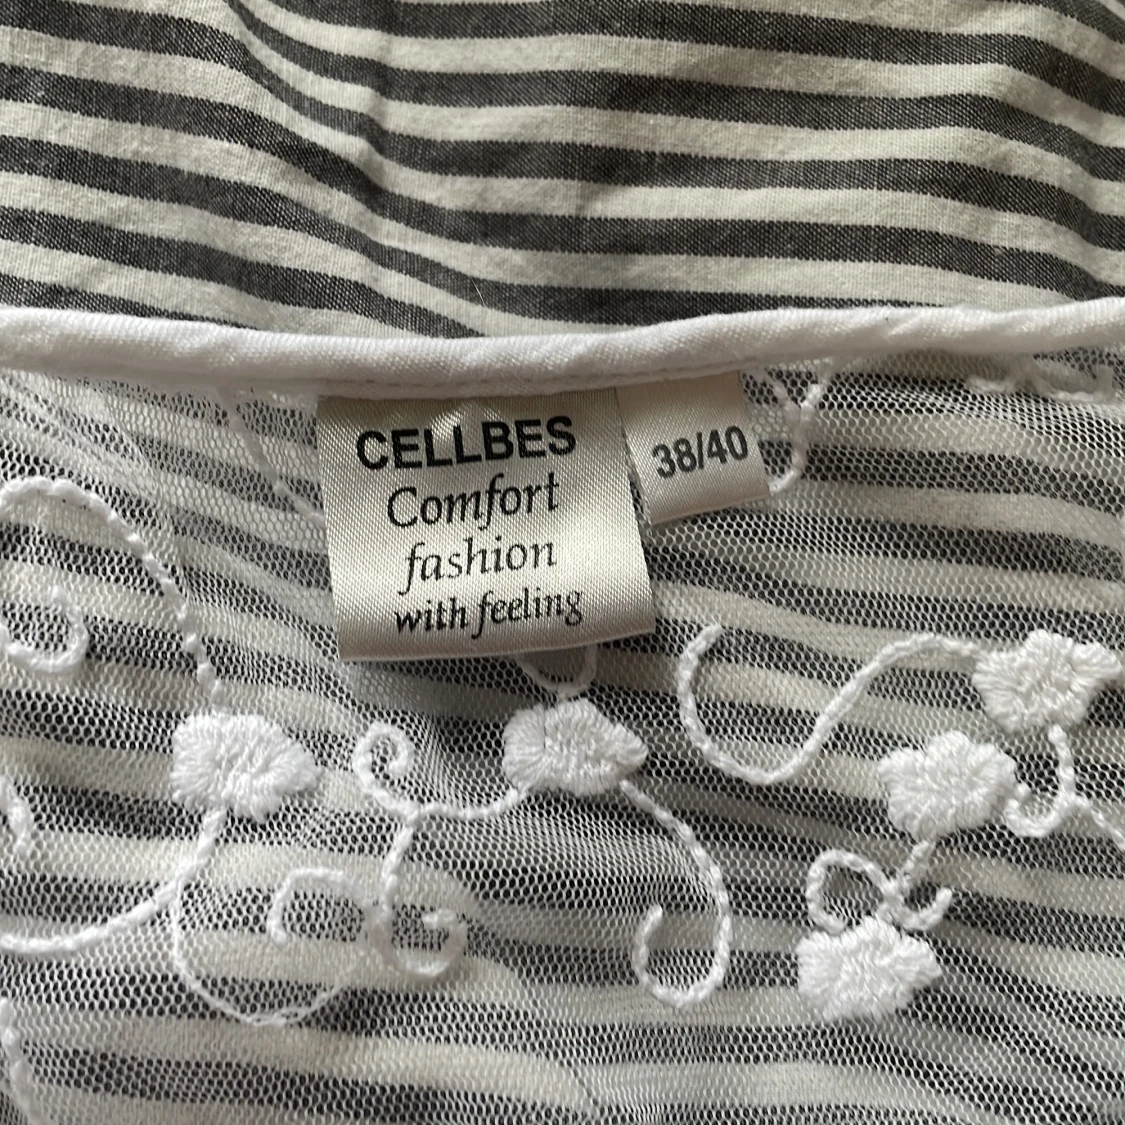 CELLBES
Comfort
fashion
with feeling
38/40